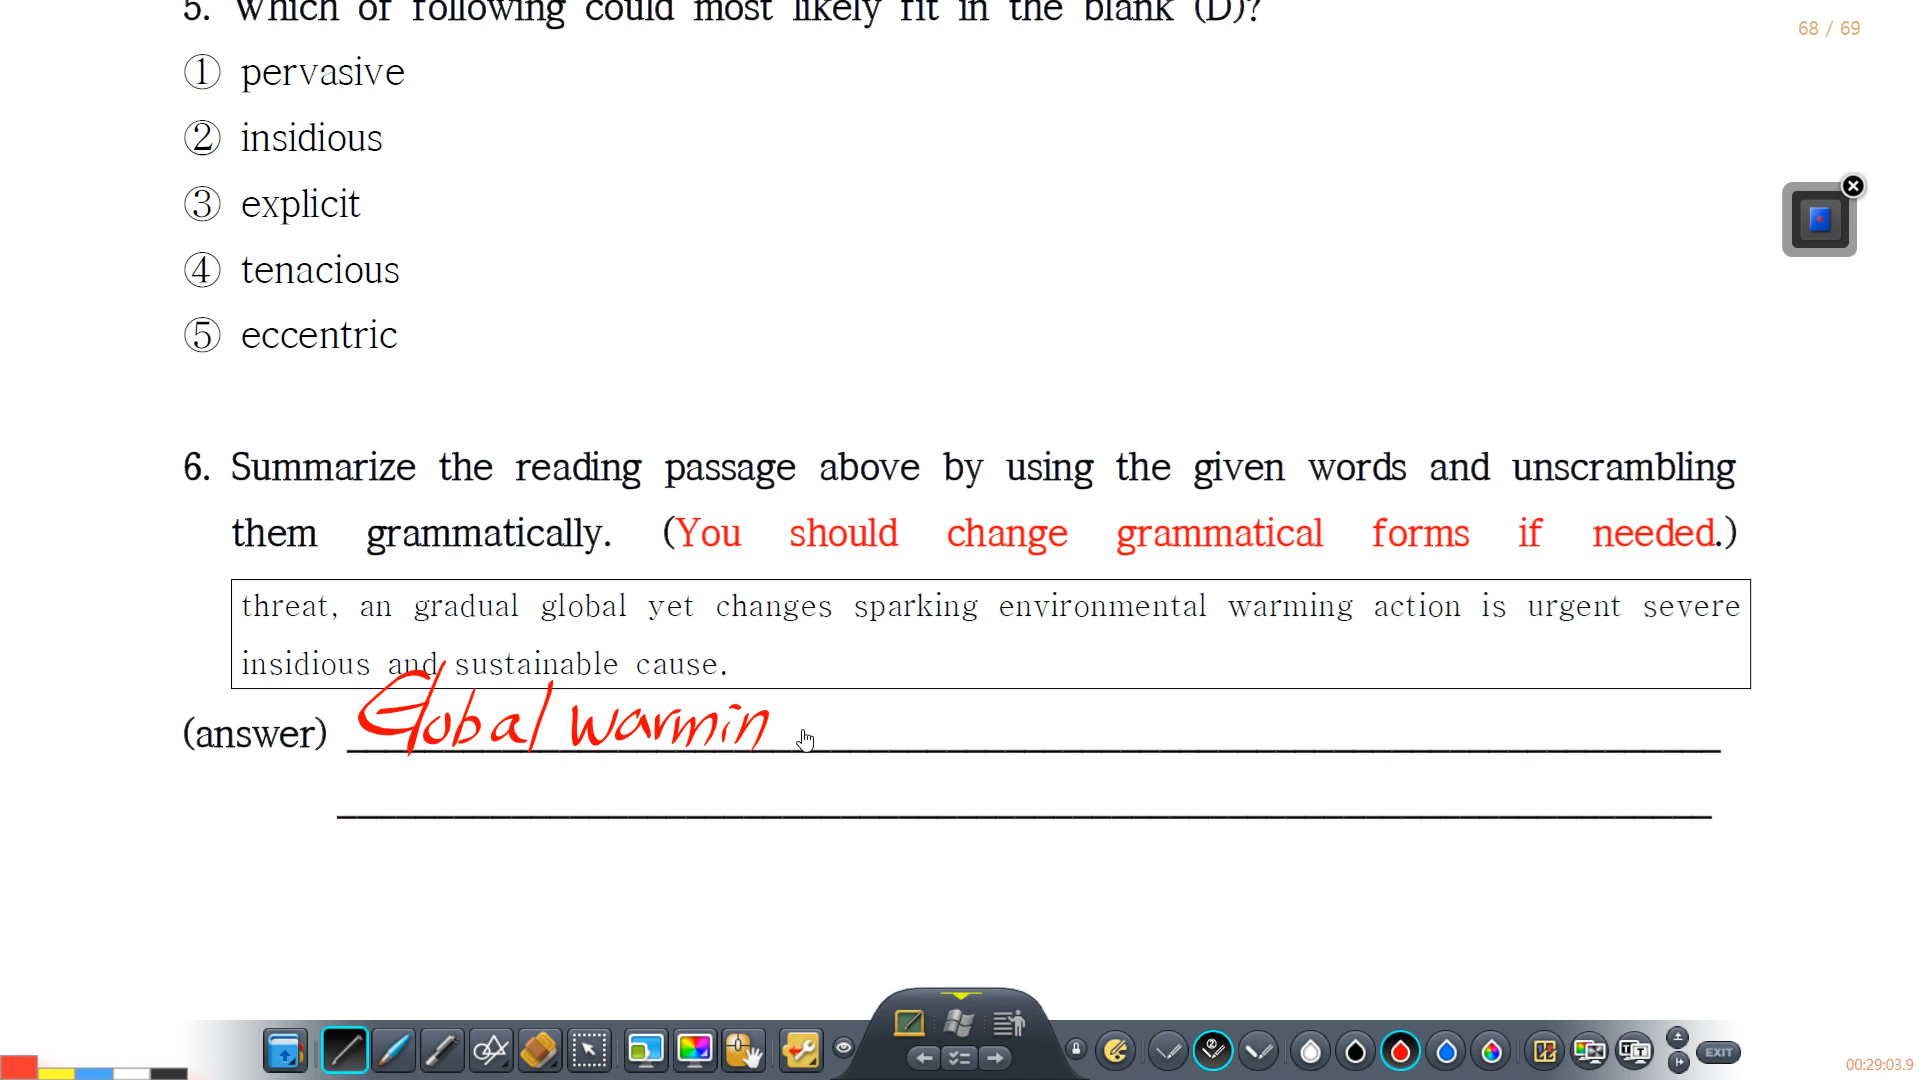 5. Which of following could most likely fit in the blank (D)?
68 / 69
① pervasive
② insidious
③ explicit
④ tenacious
⑤ eccentric
6. Summarize the reading passage above by using the given words and unscrambling
them grammatically. (You should change grammatical forms if needed.)
threat, an gradual global yet changes sparking environmental warming action is urgent severe
insidious and sustainable cause.
(answer) Global warmin
EXIT
00:29:03.9